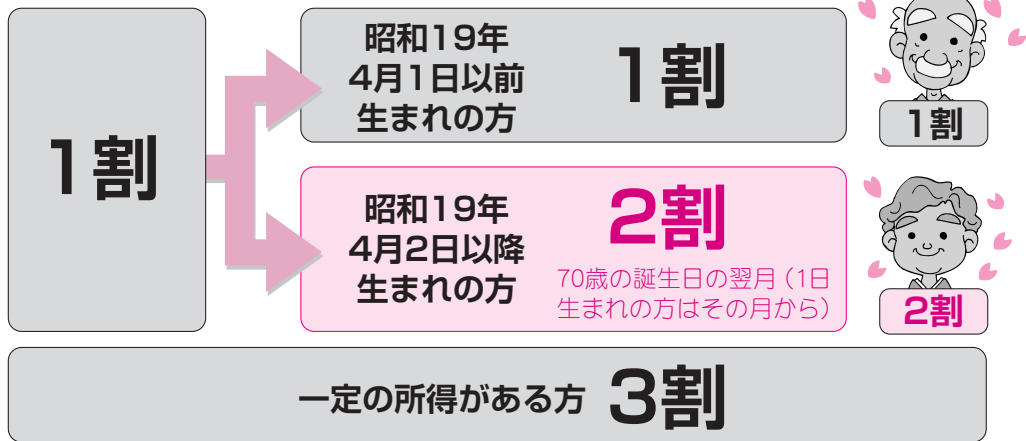 1割
昭和19年
4月1日以前
生まれの方
1割
1割
昭和19年
4月2日以降
生まれの方
2割
70歳の誕生日の翌月（1日
生まれの方はその月から）
2割
一定の所得がある方 3割